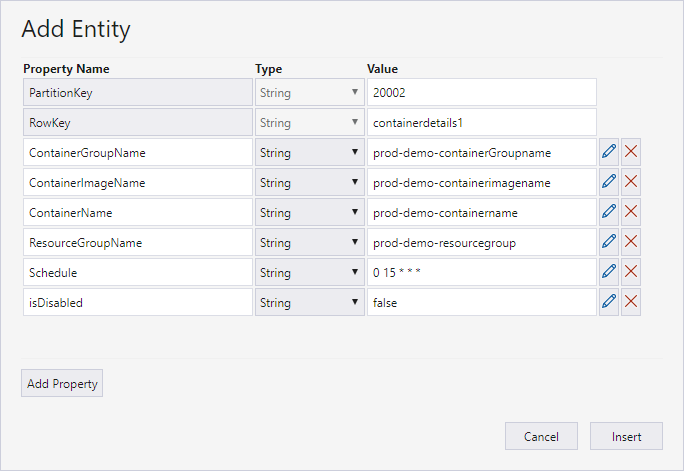 Add Entity
Property Name Type Value
PartitionKey String 20002
RowKey String containerdetails1
ContainerGroupName String prod-demo-containerGroupname
ContainerImageName String prod-demo-containerimagename
ContainerName String prod-demo-containername
ResourceGroupName String prod-demo-resourcegroup
Schedule String 0 15 * * *
isDisabled String false
Add Property
Cancel Insert